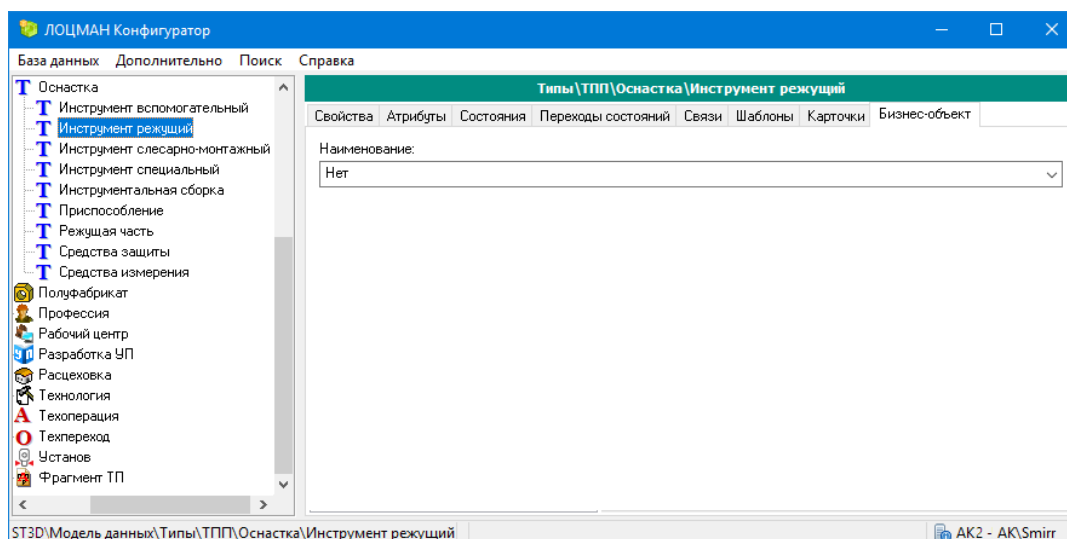 ЛОЦМАН Конфигуратор
База данных Дополнительно Поиск Справка
Оснастка
Инструмент вспомогательный
Инструмент режущий
Инструмент слесарно-монтажный
Инструмент специальный
Инструментальная сборка
Приспособление
Режущая часть
Средства защиты
Средства измерения
Полуфабрикат
Профессия
Рабочий центр
Разработка УП
Расцеховка
Технология
Техоперация
Техпереход
Установ
Фрагмент ТП
Типы\ТПП\Оснастка\Инструмент режущий
Свойства Атрибуты Состояния Переходы состояний Связи Шаблоны Карточки Бизнес-объект
Наименование:
Нет
ST3D\Модель данных\Типы\ТПП\Оснастка\Инструмент режущий
AK2 - AK\Smirr